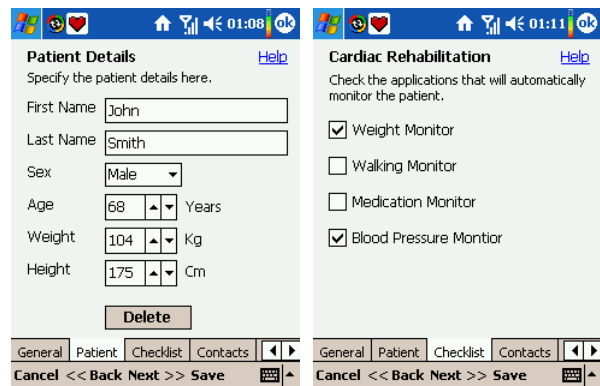 01:08 ok
Patient Details Help
Specify the patient details here.
First Name John
Last Name Smith
Sex Male
Age 68 Years
Weight 104 Kg
Height 175 Cm
Delete
General Patient Checklist Contacts
Cancel << Back Next >> Save
01:11 ok
Cardiac Rehabilitation Help
Check the applications that will automatically
monitor the patient.
Weight Monitor
Walking Monitor
Medication Monitor
Blood Pressure Montior
General Patient Checklist Contacts
Cancel << Back Next >> Save